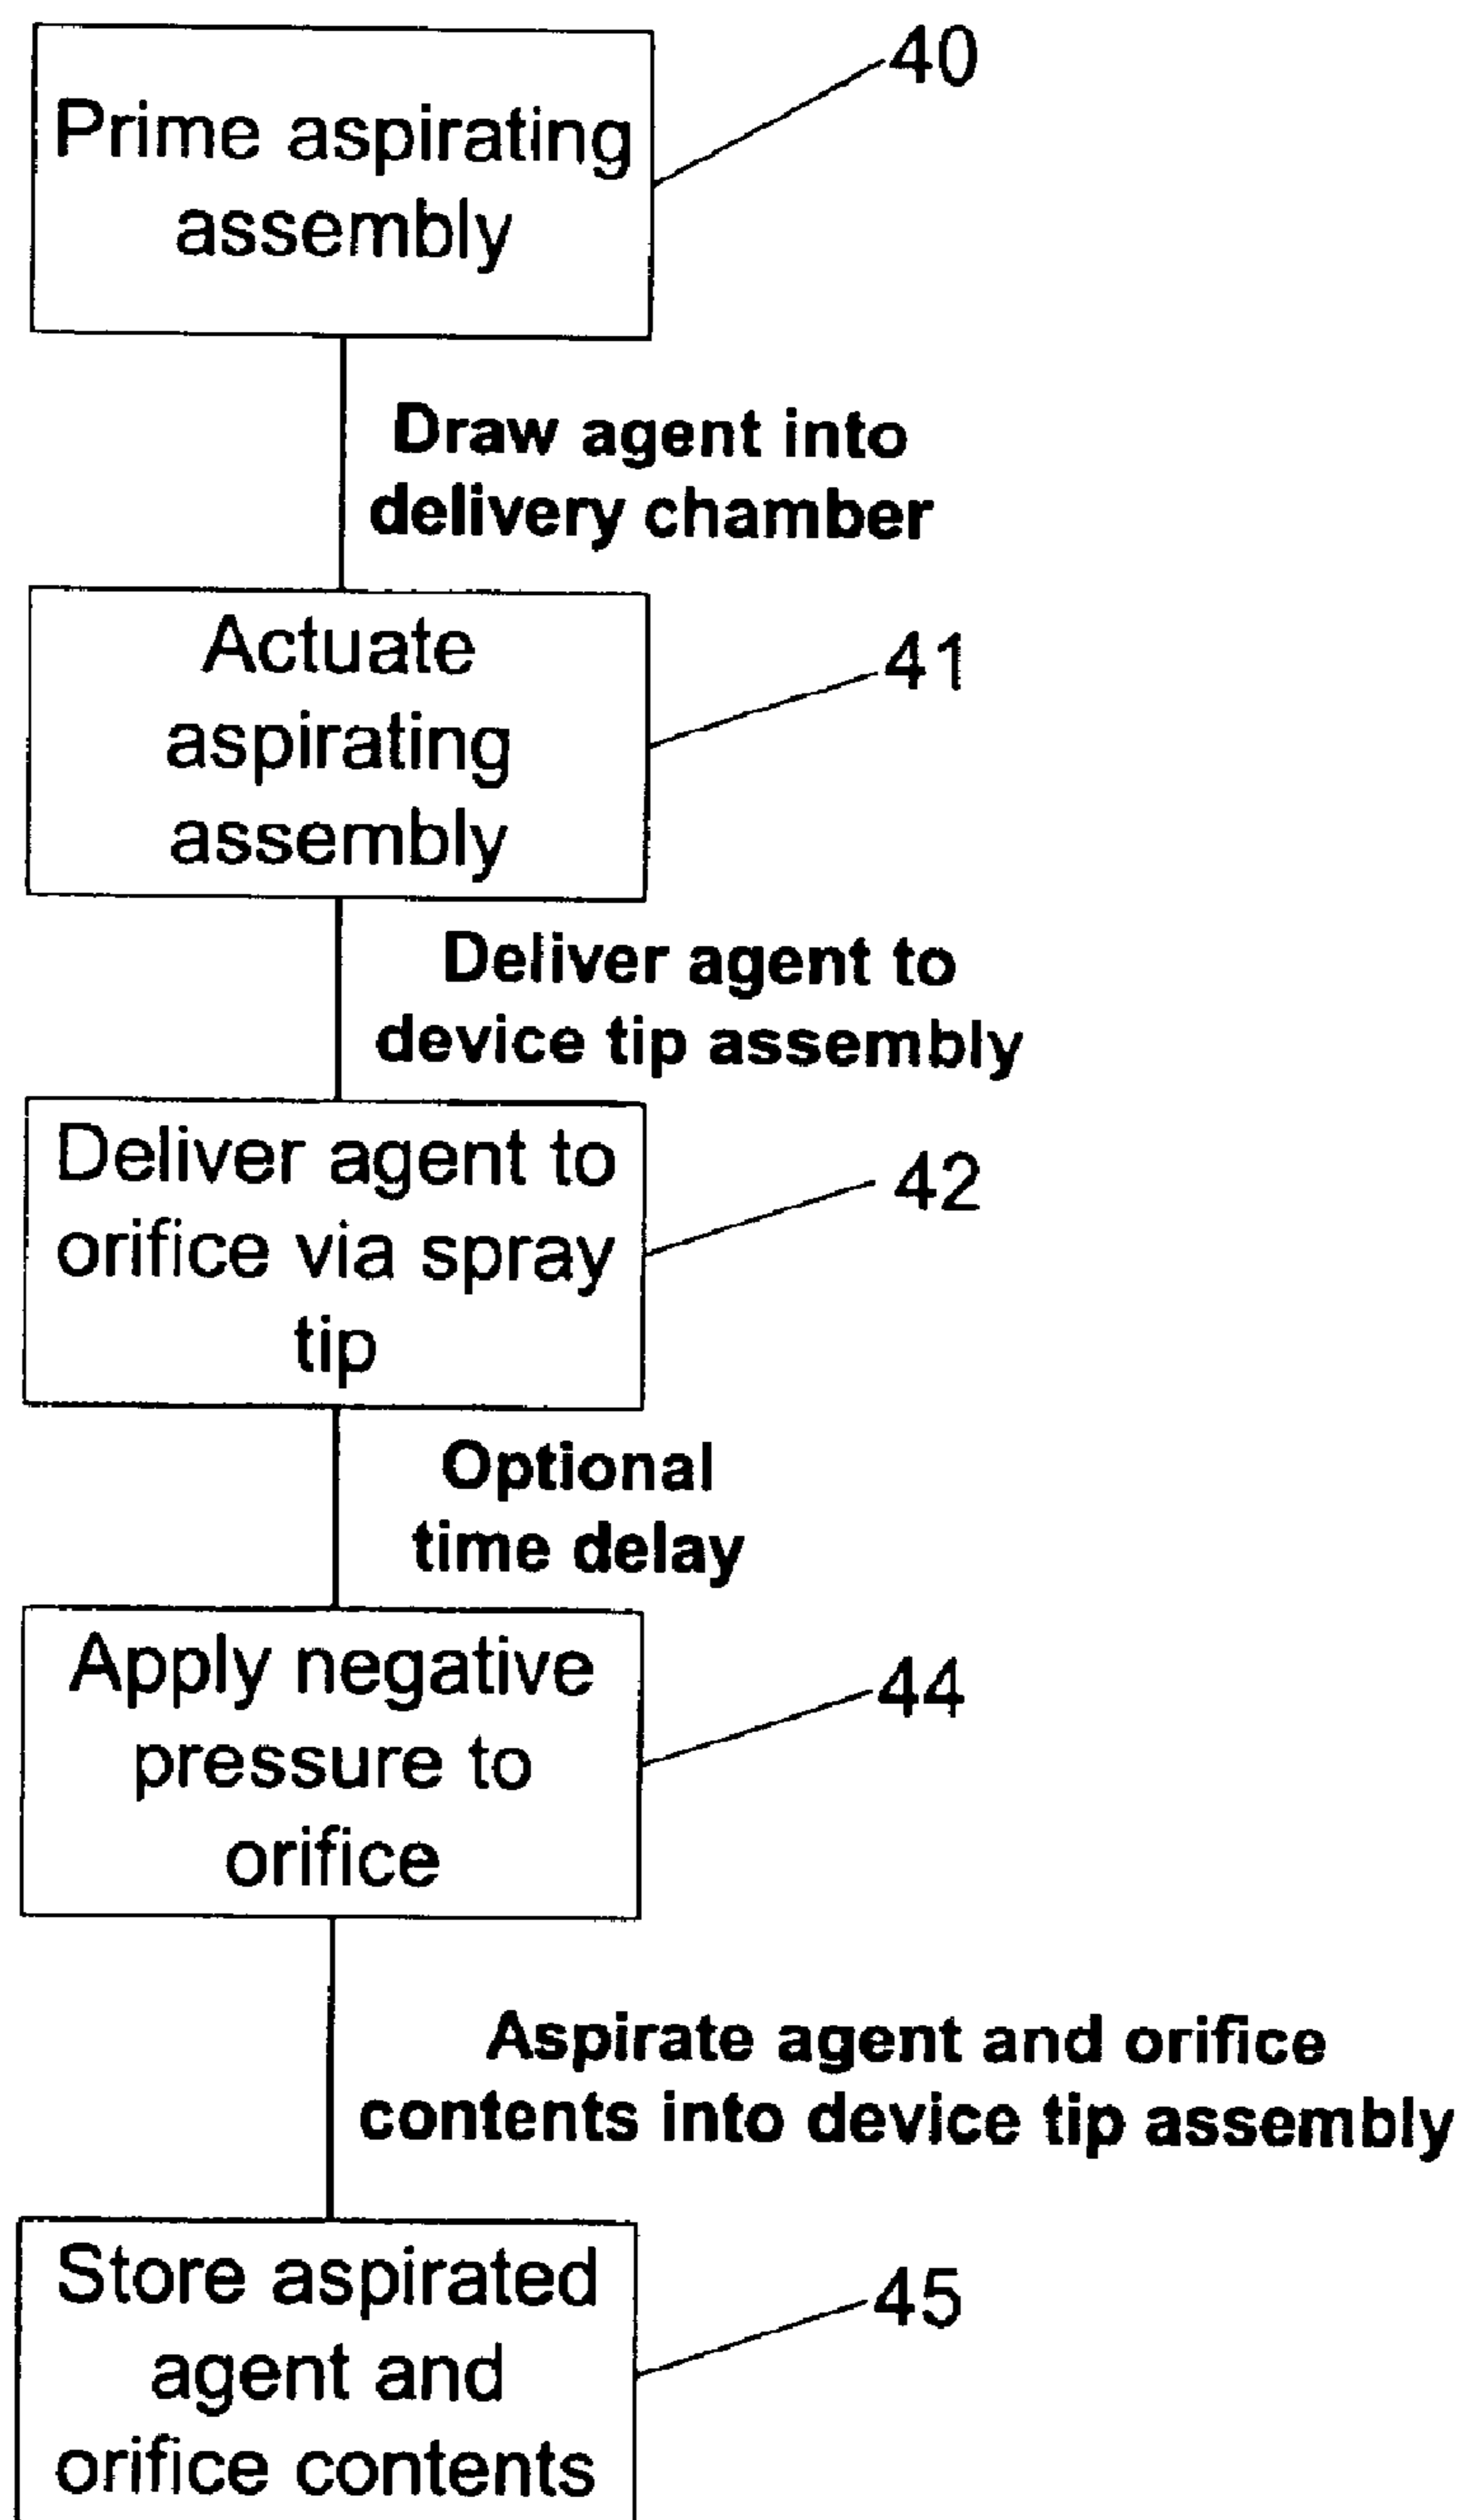 40
Prime aspirating
assembly
Draw agent into
delivery chamber
Actuate
aspirating
assembly
41
Deliver agent to
device tip assembly
Deliver agent to
orifice via spray
tip
42
Optional
time delay
Apply negative
pressure to
orifice
44
Aspirate agent and orifice
contents into device tip assembly
Store aspirated
agent and
orifice contents
45